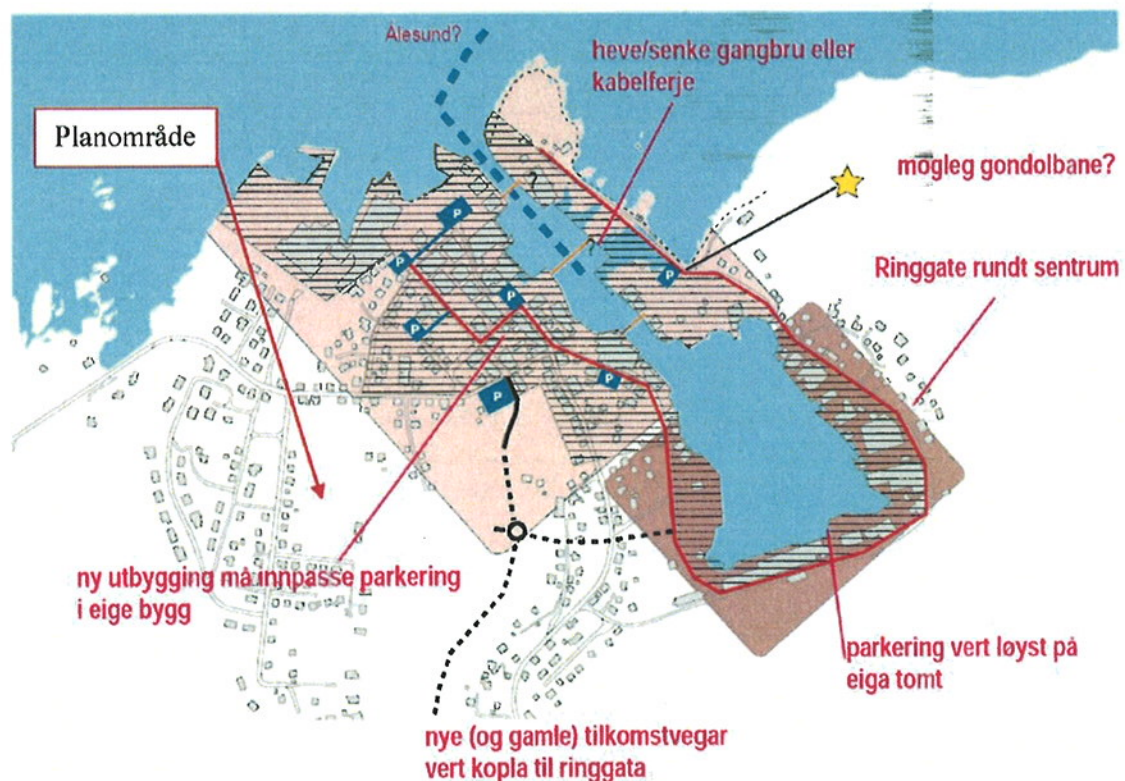 Ålesund?
heve/senke gangbru eller
kabelferje
Planområde
mogleg gondolbane?
P
P
P
P
Ringgate rundt sentrum
P
P
P
ny utbygging må innpasse parkering
i eige bygg
parkering vert løyst på
eiga tomt
nye (og gamle) tilkomstvegar
vert kopla til ringgata